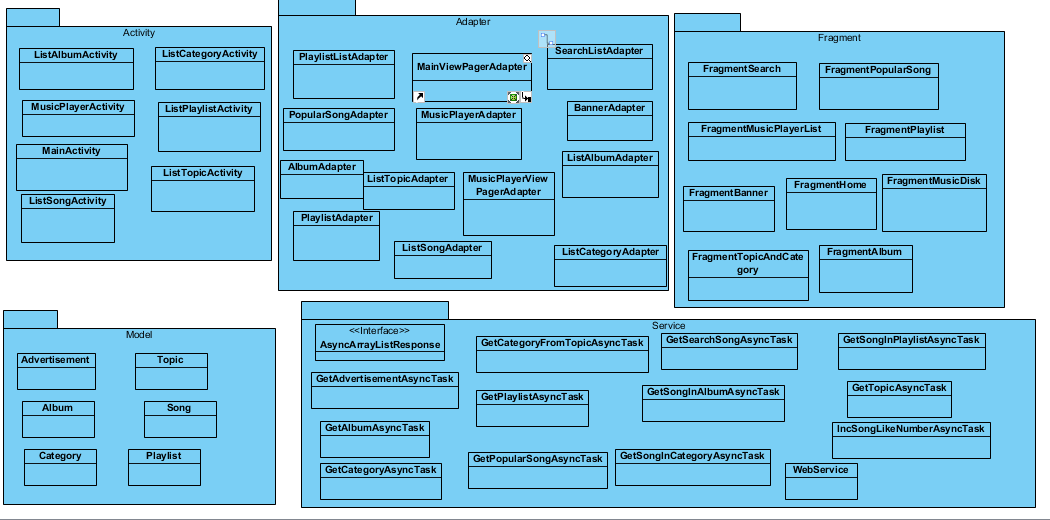 Activity
ListAlbumActivity
ListCategoryActivity
MusicPlayerActivity
ListPlaylistActivity
MainActivity
ListTopicActivity
ListSongActivity
Adapter
PlaylistListAdapter
MainViewPagerAdapter
SearchListAdapter
PopularSongAdapter
MusicPlayerAdapter
BannerAdapter
AlbumAdapter
ListTopicAdapter
MusicPlayerView
PagerAdapter
ListAlbumAdapter
PlaylistAdapter
ListSongAdapter
ListCategoryAdapter
Fragment
FragmentSearch
FragmentPopularSong
FragmentMusicPlayerList
FragmentPlaylist
FragmentBanner
FragmentHome
FragmentMusicDisk
FragmentTopicAndCate
gory
FragmentAlbum
Model
Advertisement
Topic
Album
Song
Category
Playlist
Service
<<Interface>>
AsyncArrayListResponse
GetCategoryFromTopicAsyncTask
GetSearchSongAsyncTask
GetSongInPlaylistAsyncTask
GetAdvertisementAsyncTask
GetPlaylistAsyncTask
GetSongInAlbumAsyncTask
GetTopicAsyncTask
GetAlbumAsyncTask
IncSongLikeNumberAsyncTask
GetCategoryAsyncTask
GetPopularSongAsyncTask
GetSongInCategoryAsyncTask
WebService